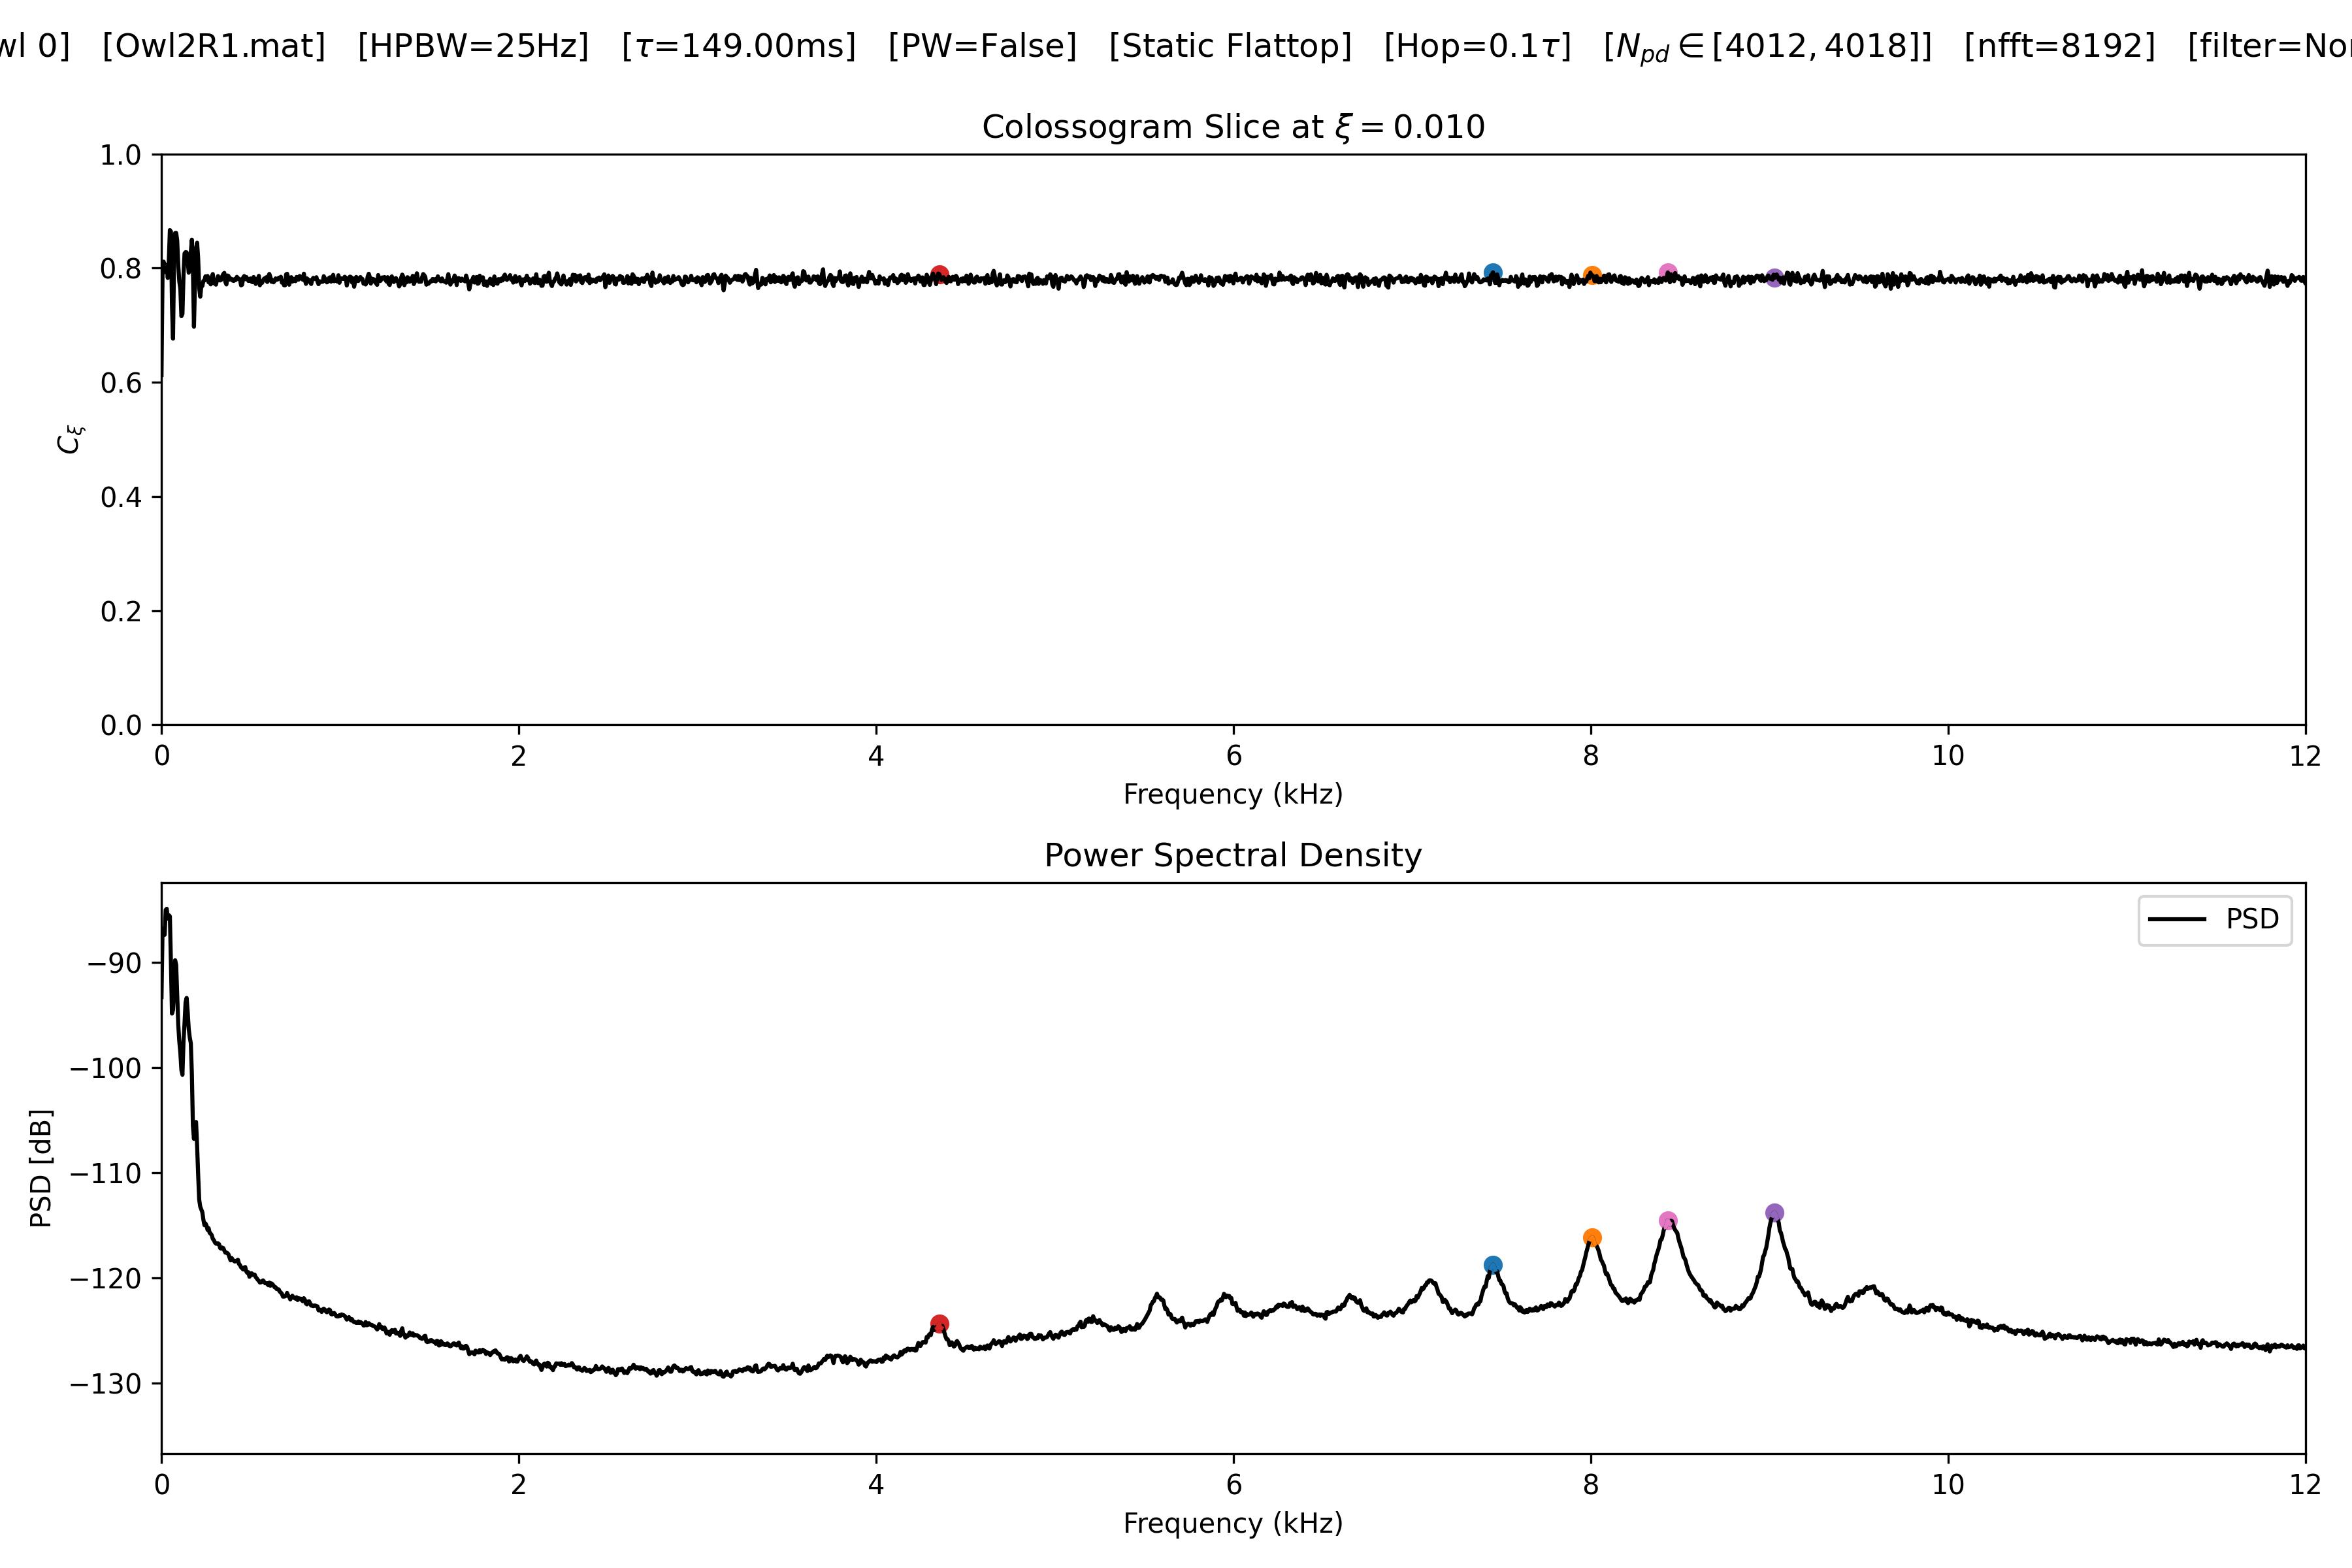 wl 0] [Owl2R1.mat] [HPBW=25Hz] [τ=149.00ms] [PW=False] [Static Flattop] [Hop=0.1τ] [N_pd ∈ [4012, 4018]] [nfft=8192] [filter=No
Colossogram Slice at ξ = 0.010
1.0
0.8
0.6
0.4
0.2
0.0
C_ξ
0 2 4 6 8 10 12
Frequency (kHz)
Power Spectral Density
PSD
−90
−100
−110
−120
−130
PSD [dB]
0 2 4 6 8 10 12
Frequency (kHz)